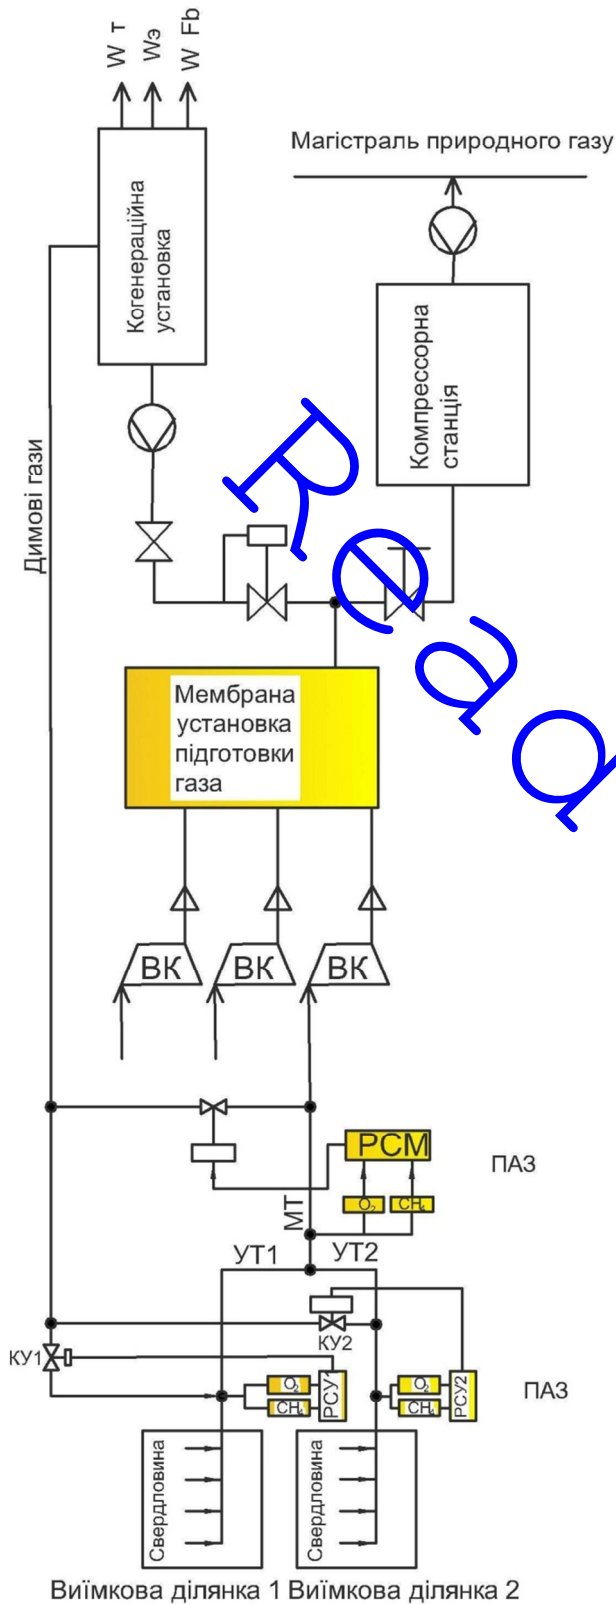 W т
Wэ
W Fb
Магістраль природного газу
Когенераційна
установка
Компрессорна
станція
Димові гази
Read
Мембрана
установка
підготовки
газа
ВК
ВК
ВК
РСМ
ПАЗ
O₂
CH₄
МТ
УТ1
УТ2
КУ2
КУ1
O₂
CH₄
РСУ1
O₂
CH₄
РСУ2
ПАЗ
Свердловина
Свердловина
Виїмкова ділянка 1 Виїмкова ділянка 2